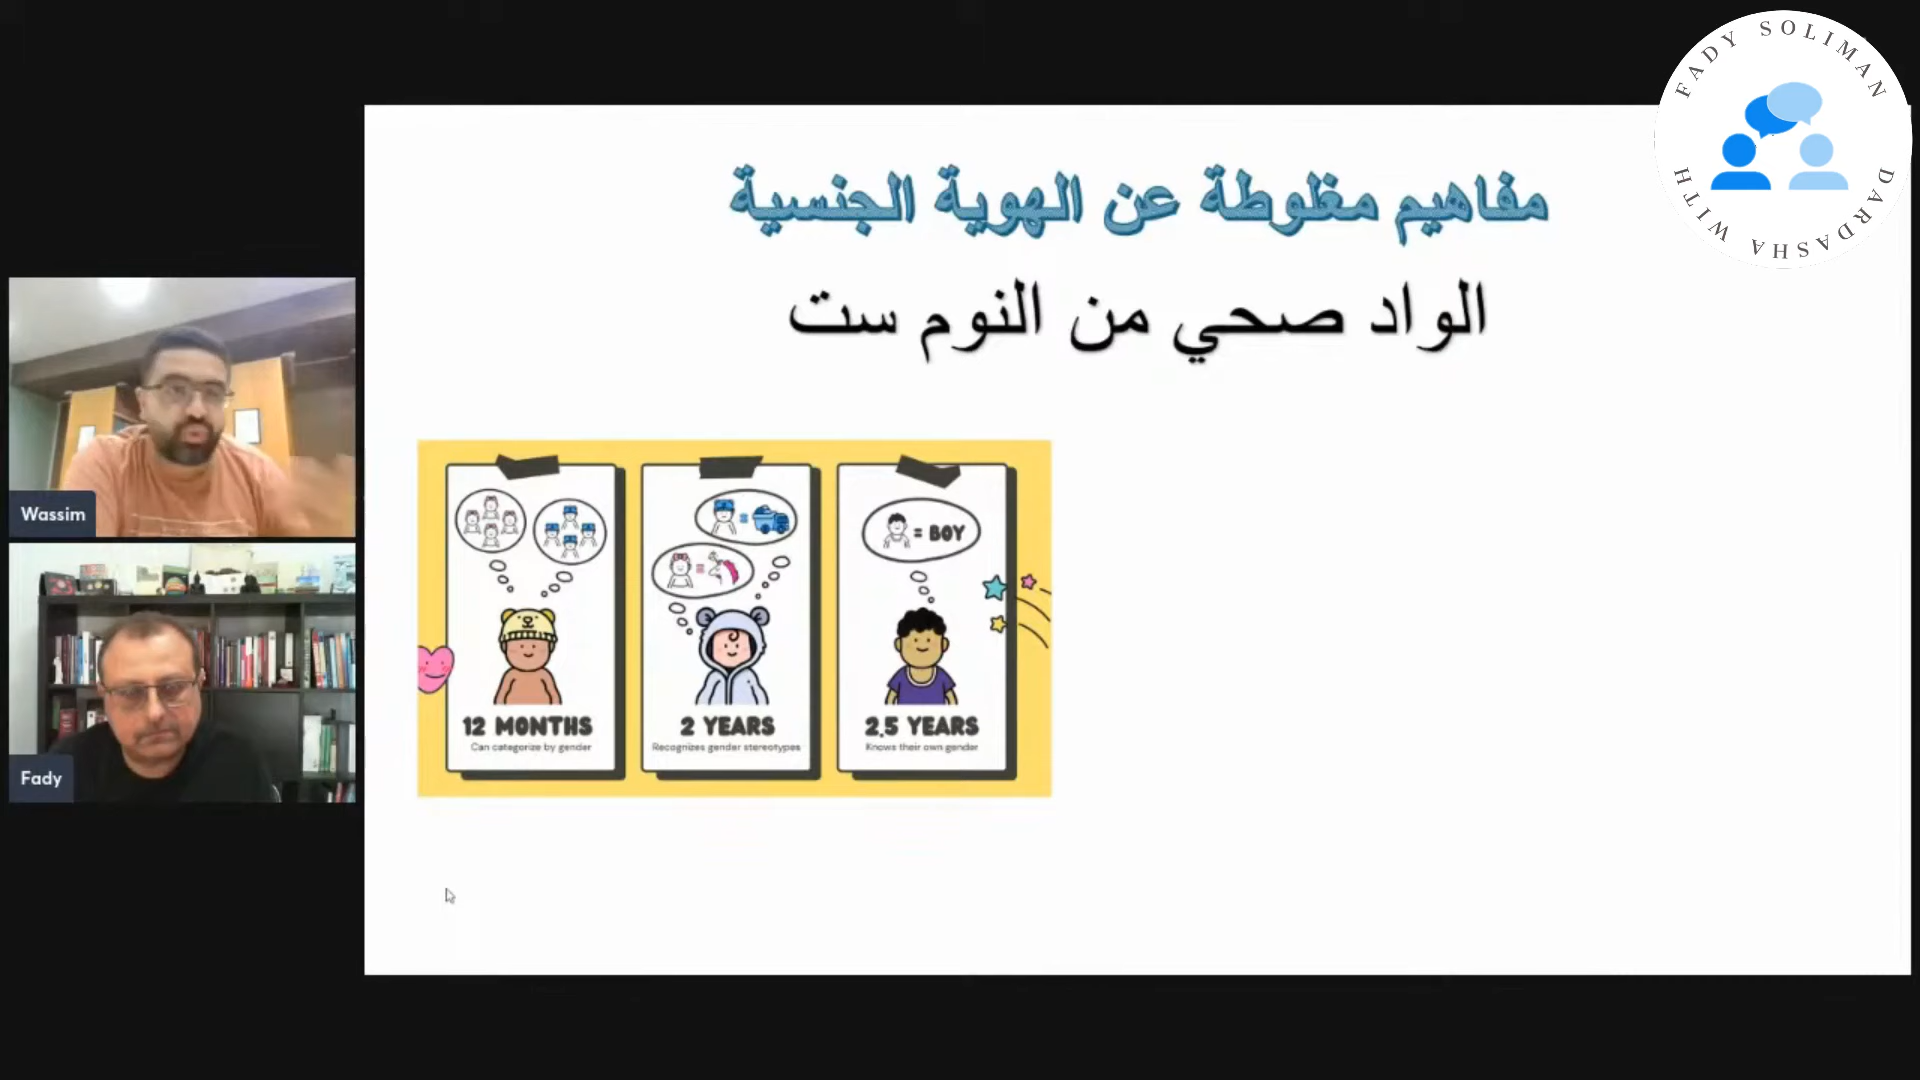 FADY SOLIMAN
DARDASHA WITH
مفاهيم مغلوطة عن الهوية الجنسية
الواد صحي من النوم ست
= BOY
12 MONTHS
Can categorize by gender
2 YEARS
Recognizes gender stereotypes
2.5 YEARS
Knows their own gender
Wassim
Fady